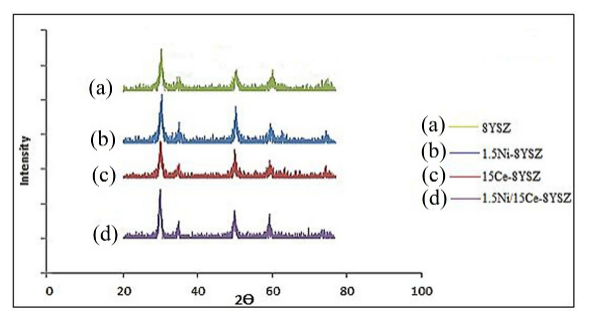 (a)
(b)
(c)
(d)
Intensity
0 20 40 60 80 100
2Θ
(a) 8YSZ
(b) 1.5Ni-8YSZ
(c) 15Ce-8YSZ
(d) 1.5Ni/15Ce-8YSZ